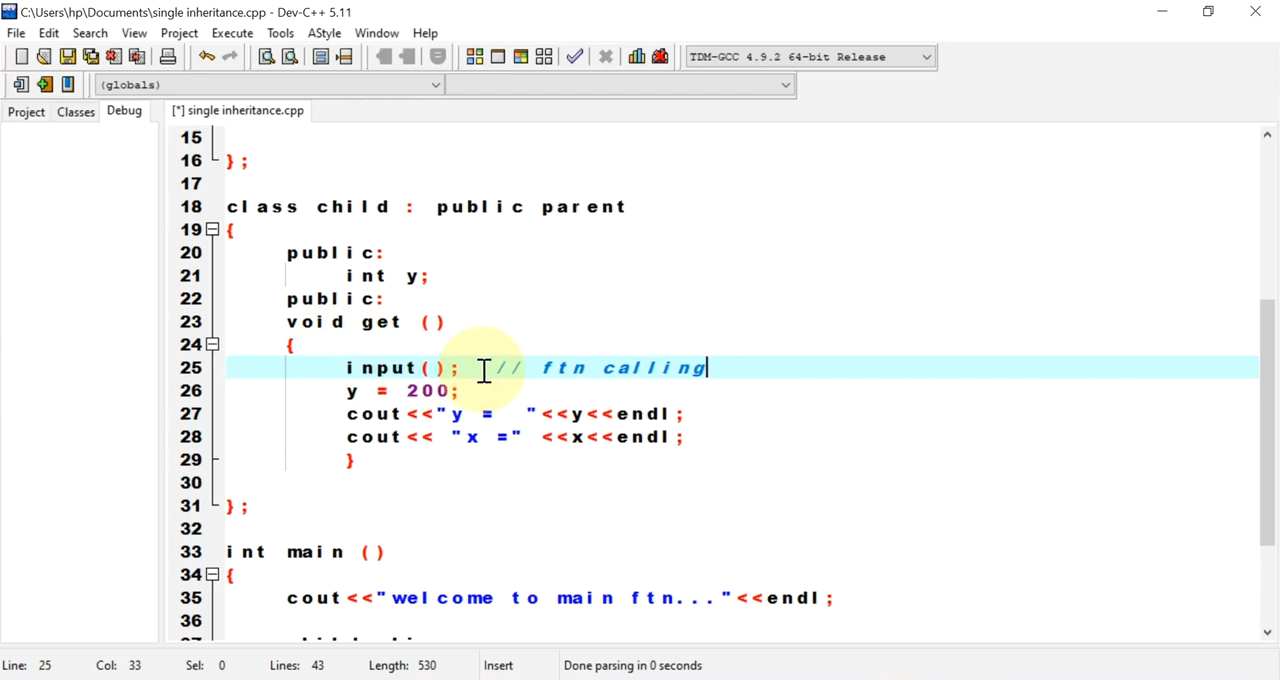 C:\Users\hp\Documents\single inheritance.cpp - Dev-C++ 5.11
File Edit Search View Project Execute Tools AStyle Window Help
TDM-GCC 4.9.2 64-bit Release
(globals)
Project Classes Debug [*] single inheritance.cpp
15
16 };
17
18 class child : public parent
19 {
20 public:
21 int y;
22 public:
23 void get ()
24 {
25 input(); // ftn calling
26 y = 200;
27 cout<<"y = "<<y<<endl;
28 cout<< "x =" <<x<<endl;
29 }
30
31 };
32
33 int main ()
34 {
35 cout<<"welcome to main ftn..."<<endl;
36
Line: 25 Col: 33 Sel: 0 Lines: 43 Length: 530 Insert Done parsing in 0 seconds